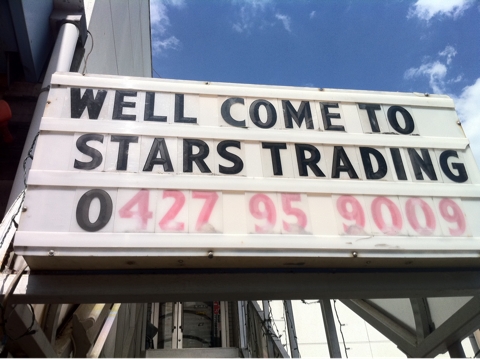 WELL COME TO
STARS TRADING
0427 95 9009